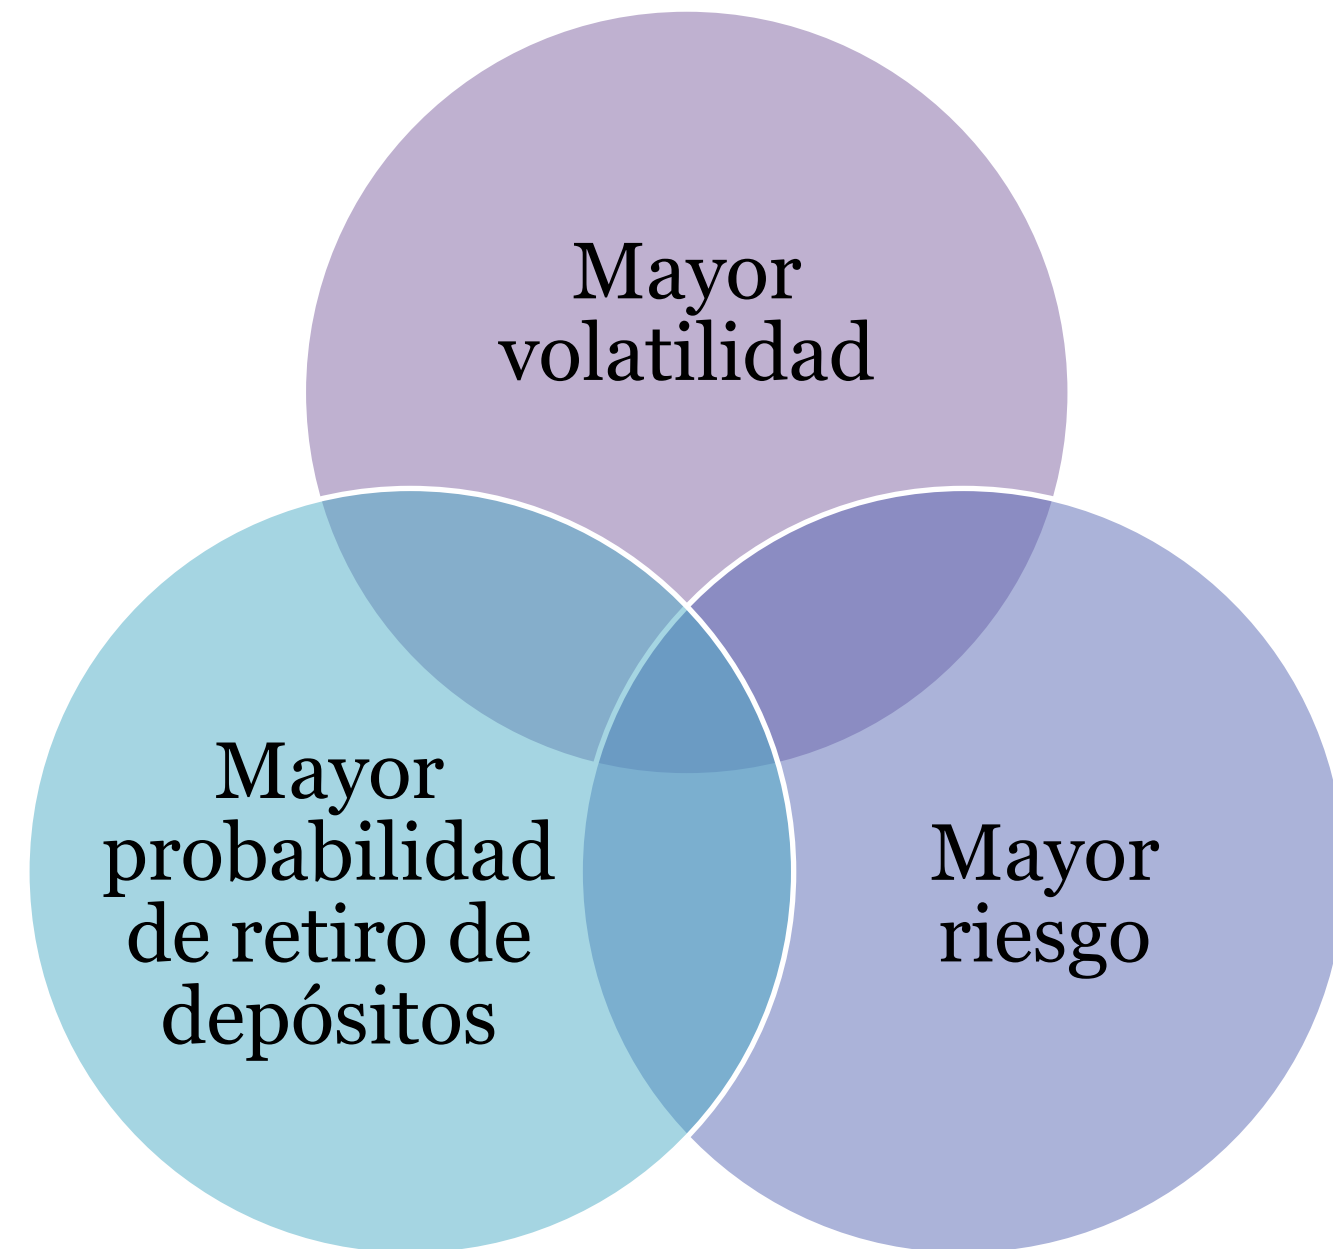 Mayor
volatilidad
Mayor
probabilidad
de retiro de
depósitos
Mayor
riesgo